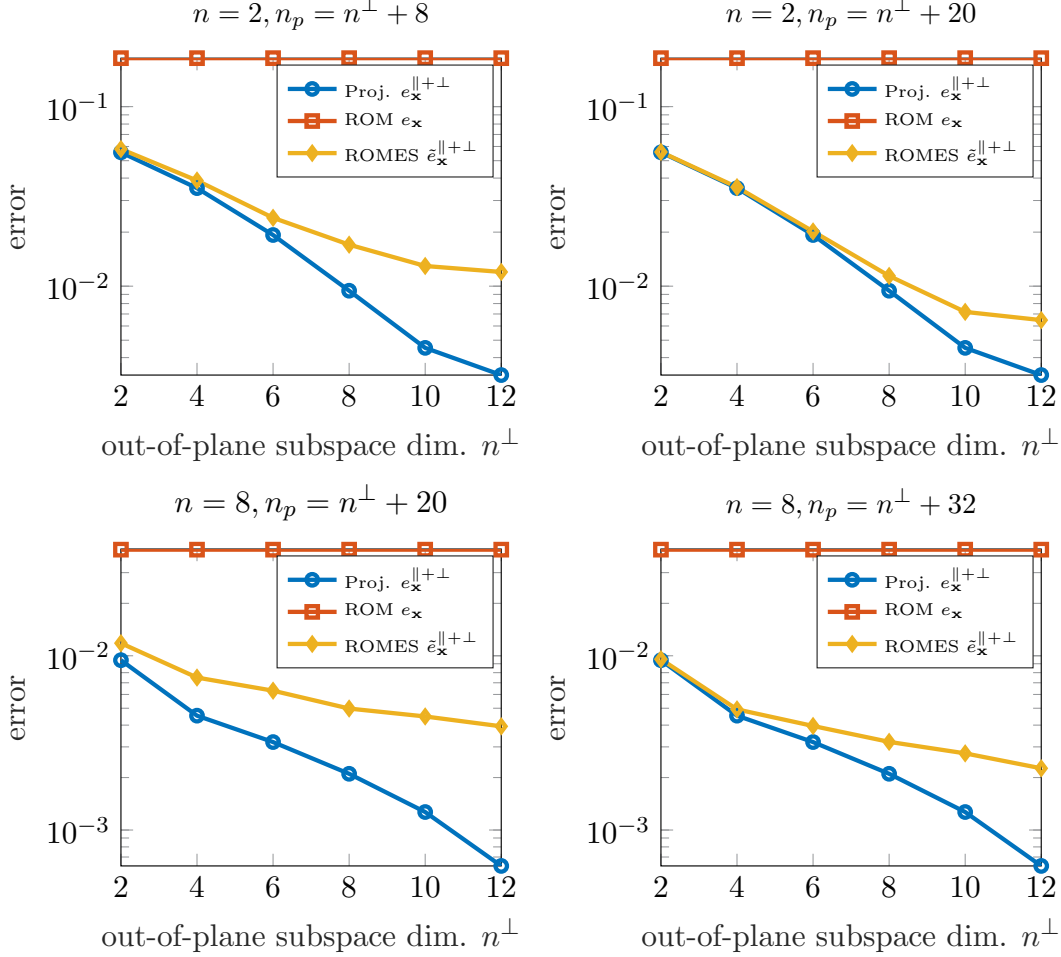 n = 2, n_p = n^⊥ + 8
error
10^{-1}
10^{-2}
Proj. e_x^{∥+⊥}
ROM e_x
ROMES ẽ_x^{∥+⊥}
2 4 6 8 10 12
out-of-plane subspace dim. n^⊥
n = 2, n_p = n^⊥ + 20
error
10^{-1}
10^{-2}
Proj. e_x^{∥+⊥}
ROM e_x
ROMES ẽ_x^{∥+⊥}
2 4 6 8 10 12
out-of-plane subspace dim. n^⊥
n = 8, n_p = n^⊥ + 20
error
10^{-2}
10^{-3}
Proj. e_x^{∥+⊥}
ROM e_x
ROMES ẽ_x^{∥+⊥}
2 4 6 8 10 12
out-of-plane subspace dim. n^⊥
n = 8, n_p = n^⊥ + 32
error
10^{-2}
10^{-3}
Proj. e_x^{∥+⊥}
ROM e_x
ROMES ẽ_x^{∥+⊥}
2 4 6 8 10 12
out-of-plane subspace dim. n^⊥